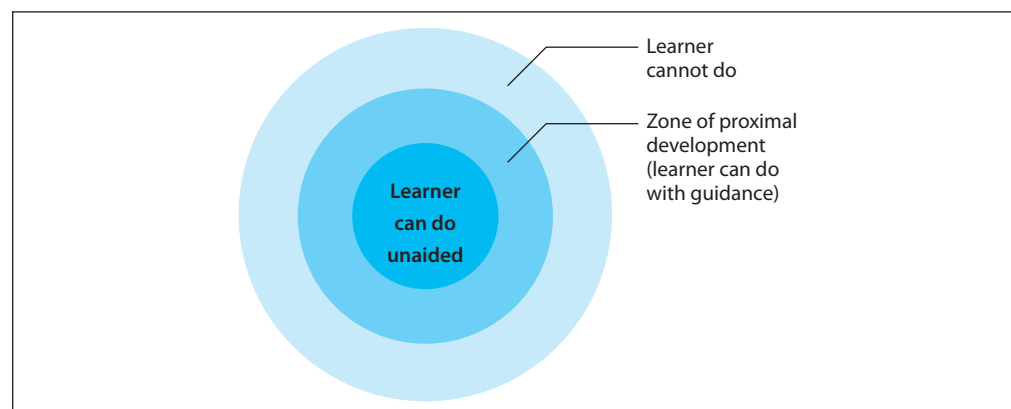 Learner
cannot do
Zone of proximal
development
(learner can do
with guidance)
Learner
can do
unaided